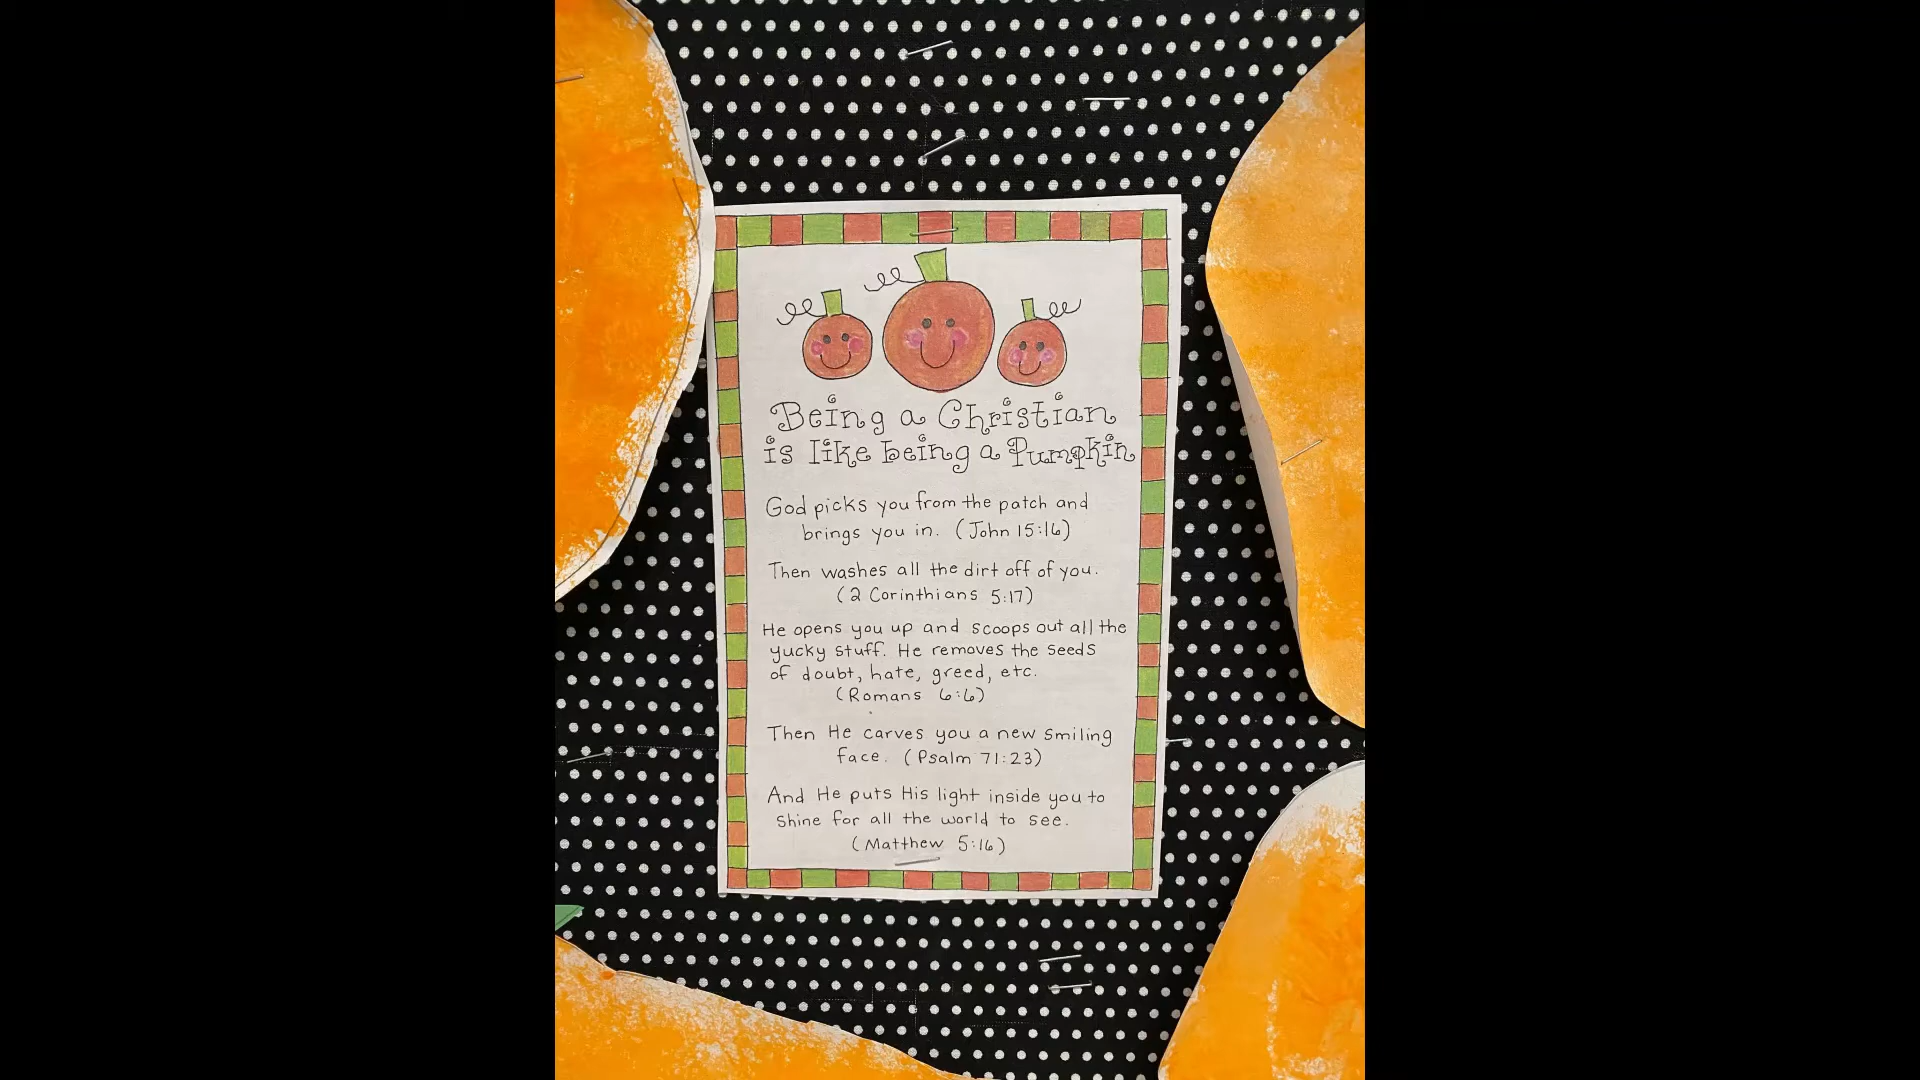 Being a Christian
is like being a Pumpkin
God picks you from the patch and
brings you in. (John 15:16)
Then washes all the dirt off of you.
(2 Corinthians 5:17)
He opens you up and scoops out all the
yucky stuff. He removes the seeds
of doubt, hate, greed, etc.
(Romans 6:6)
Then He carves you a new smiling
face. (Psalm 71:23)
And He puts His light inside you to
shine for all the world to see.
(Matthew 5:16)